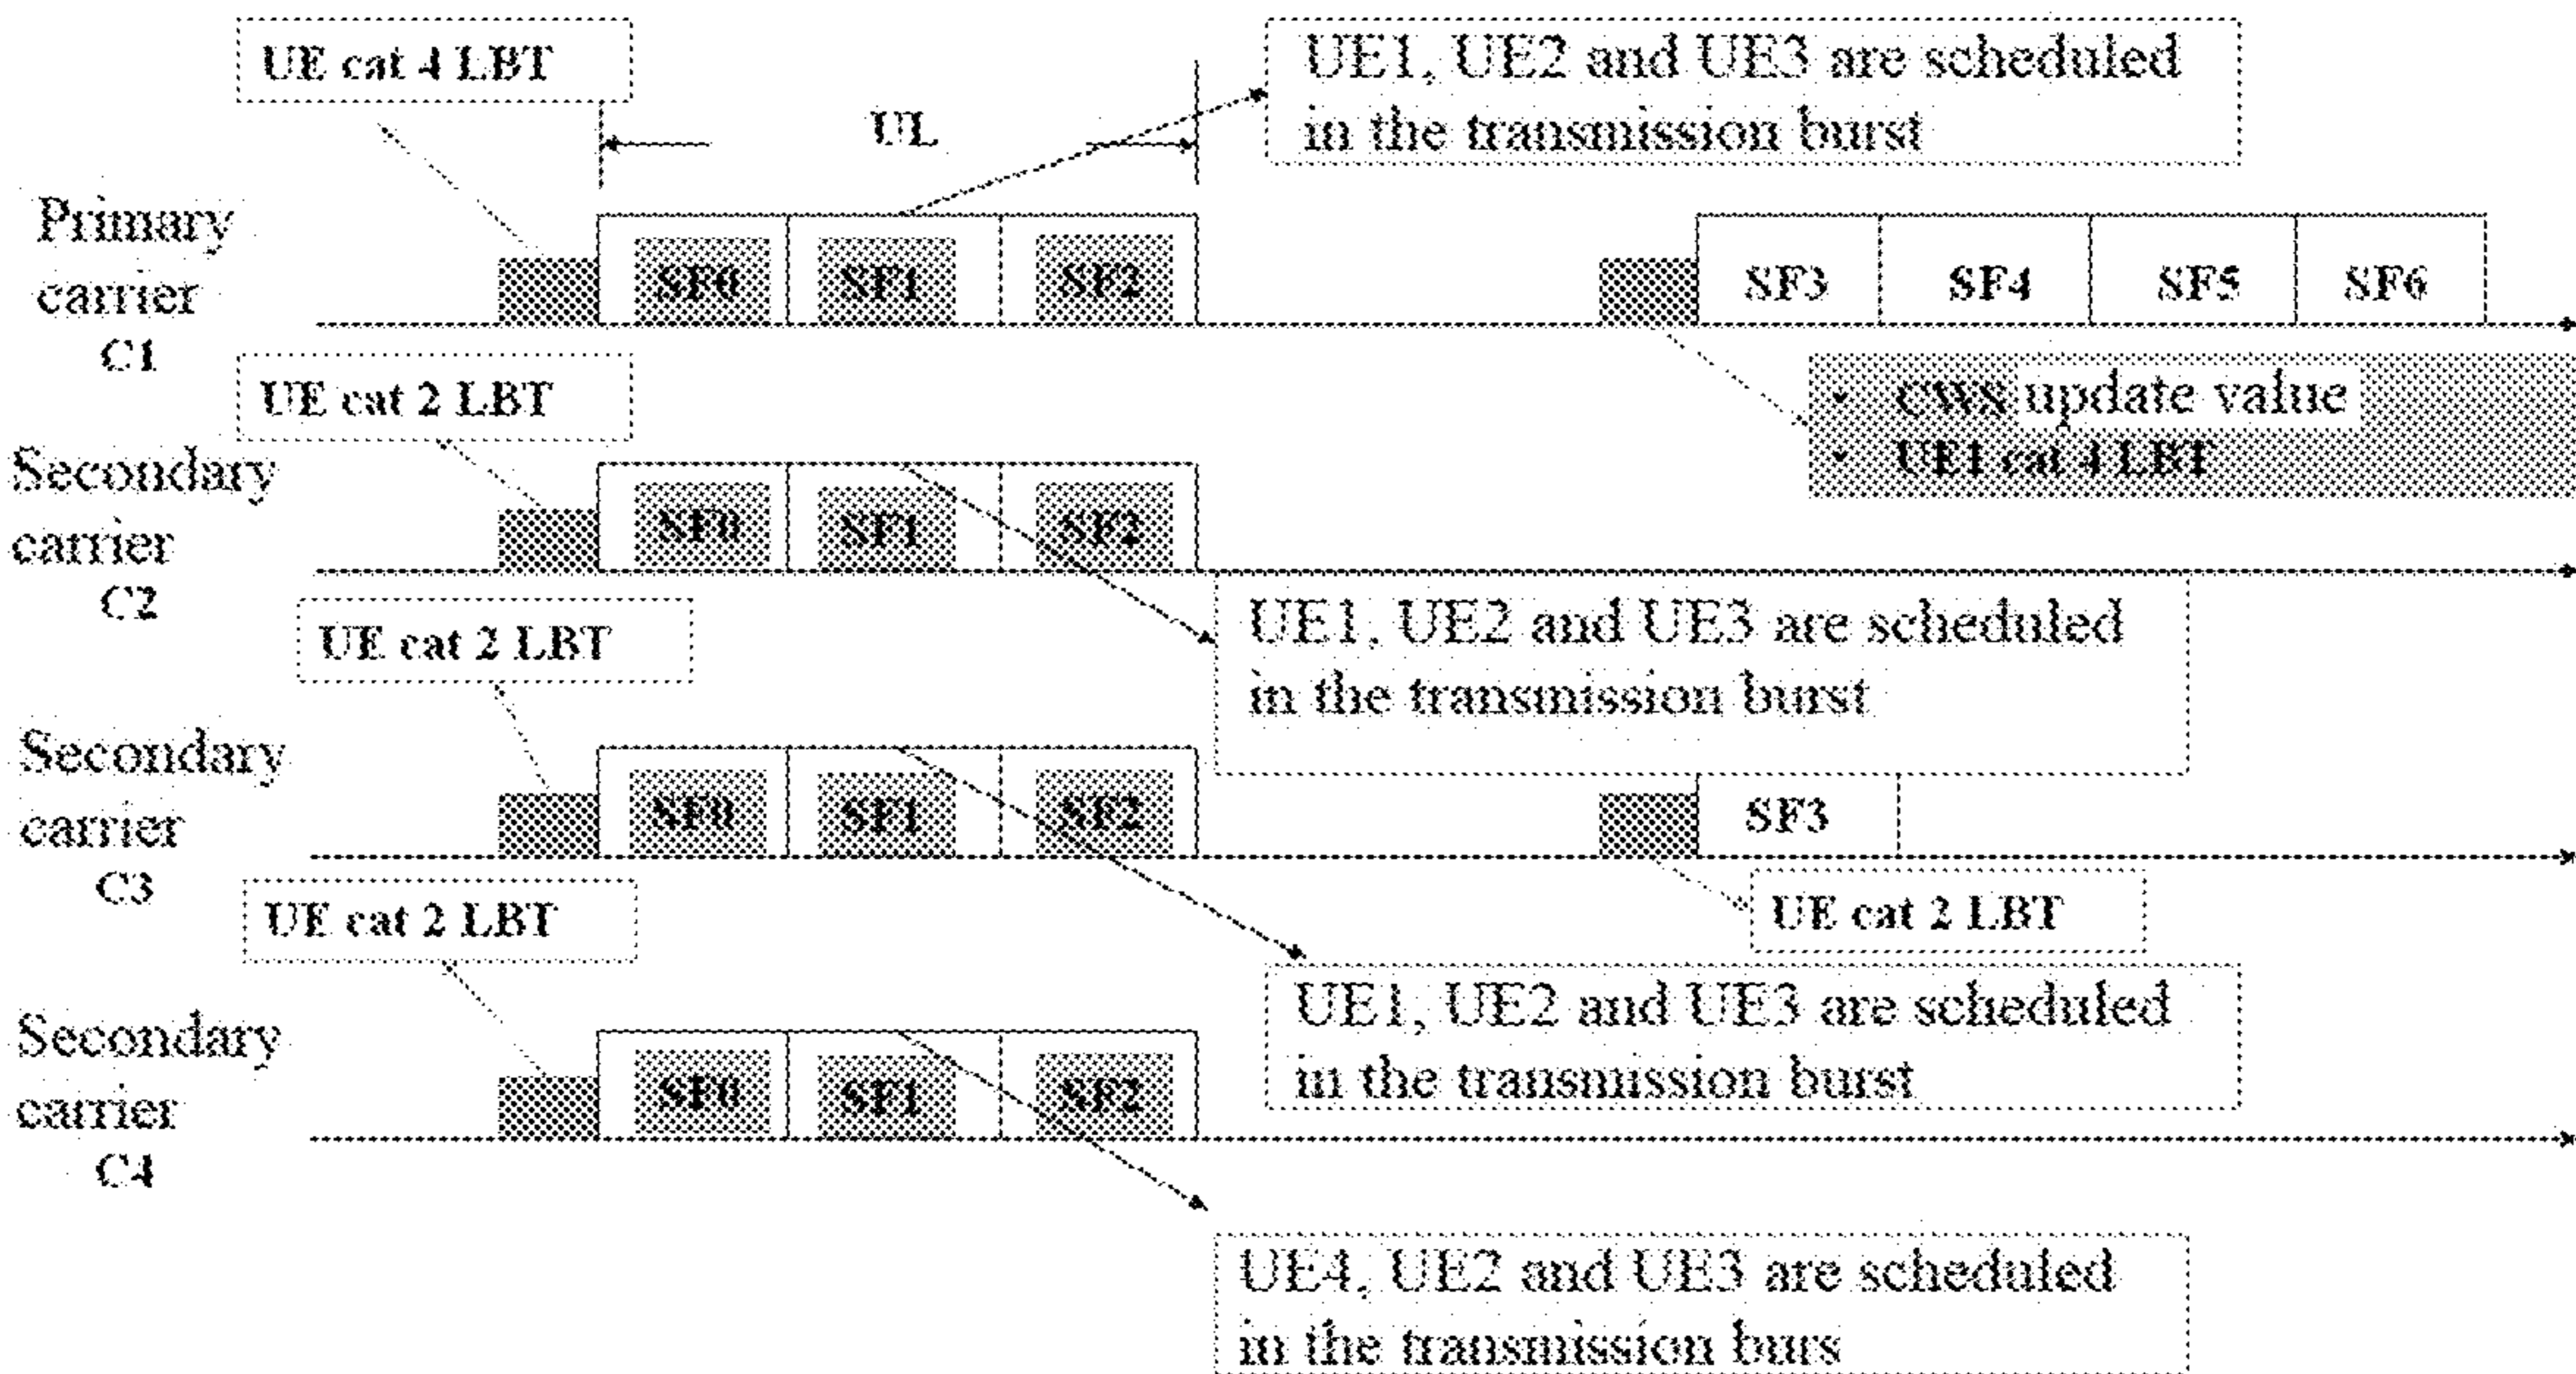 UE cat 4 LBT
UE1, UE2 and UE3 are scheduled
in the transmission burst
UL
Primary
carrier
C1
SF0
SF1
SF2
SF3
SF4
SF5
SF6
• CWS update value
• UE1 cat 4 LBT
UE cat 2 LBT
Secondary
carrier
C2
SF0
SF1
SF2
UE1, UE2 and UE3 are scheduled
in the transmission burst
UE cat 2 LBT
Secondary
carrier
C3
SF0
SF1
SF2
SF3
UE cat 2 LBT
UE1, UE2 and UE3 are scheduled
in the transmission burst
UE cat 2 LBT
Secondary
carrier
C4
SF0
SF1
SF2
UE4, UE2 and UE3 are scheduled
in the transmission burs